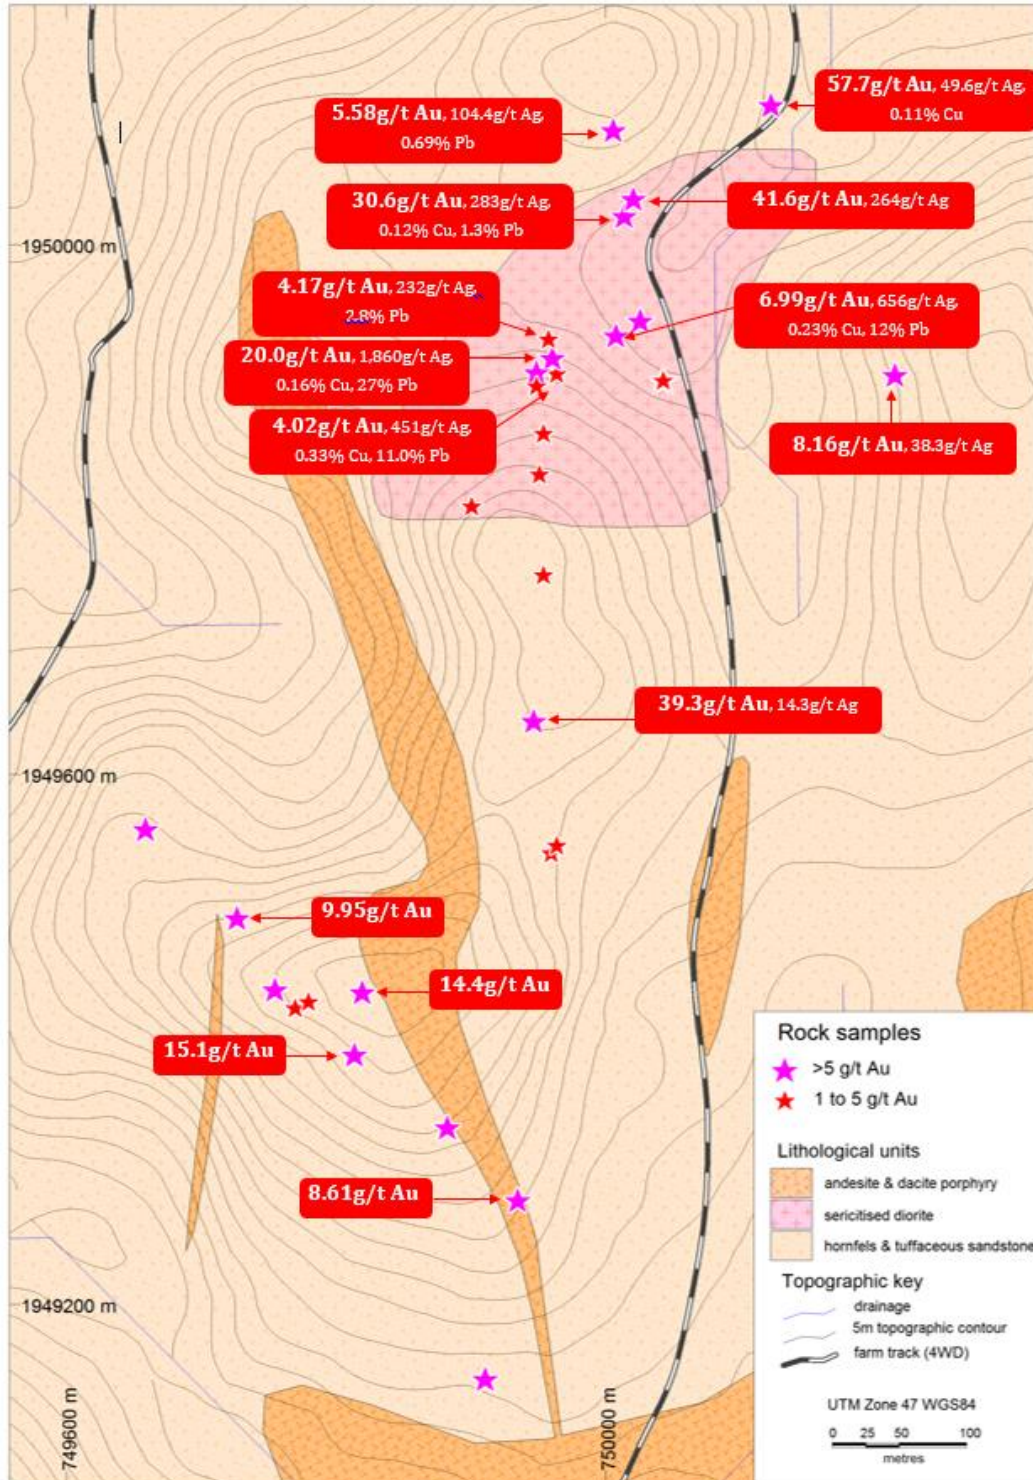 57.7g/t Au, 49.6g/t Ag,
0.11% Cu
5.58g/t Au, 104.4g/t Ag,
0.69% Pb
30.6g/t Au, 283g/t Ag,
0.12% Cu, 1.3% Pb
41.6g/t Au, 264g/t Ag
1950000 m
4.17g/t Au, 232g/t Ag,
2.8% Pb
6.99g/t Au, 656g/t Ag,
0.23% Cu, 12% Pb
20.0g/t Au, 1,860g/t Ag,
0.16% Cu, 27% Pb
4.02g/t Au, 451g/t Ag,
0.33% Cu, 11.0% Pb
8.16g/t Au, 38.3g/t Ag
39.3g/t Au, 14.3g/t Ag
1949600 m
9.95g/t Au
14.4g/t Au
15.1g/t Au
8.61g/t Au
1949200 m
749600 m
750000 m
Rock samples
>5 g/t Au
1 to 5 g/t Au
Lithological units
andesite & dacite porphyry
sericitised diorite
hornfels & tuffaceous sandstone
Topographic key
drainage
5m topographic contour
farm track (4WD)
UTM Zone 47 WGS84
0 25 50 100
metres